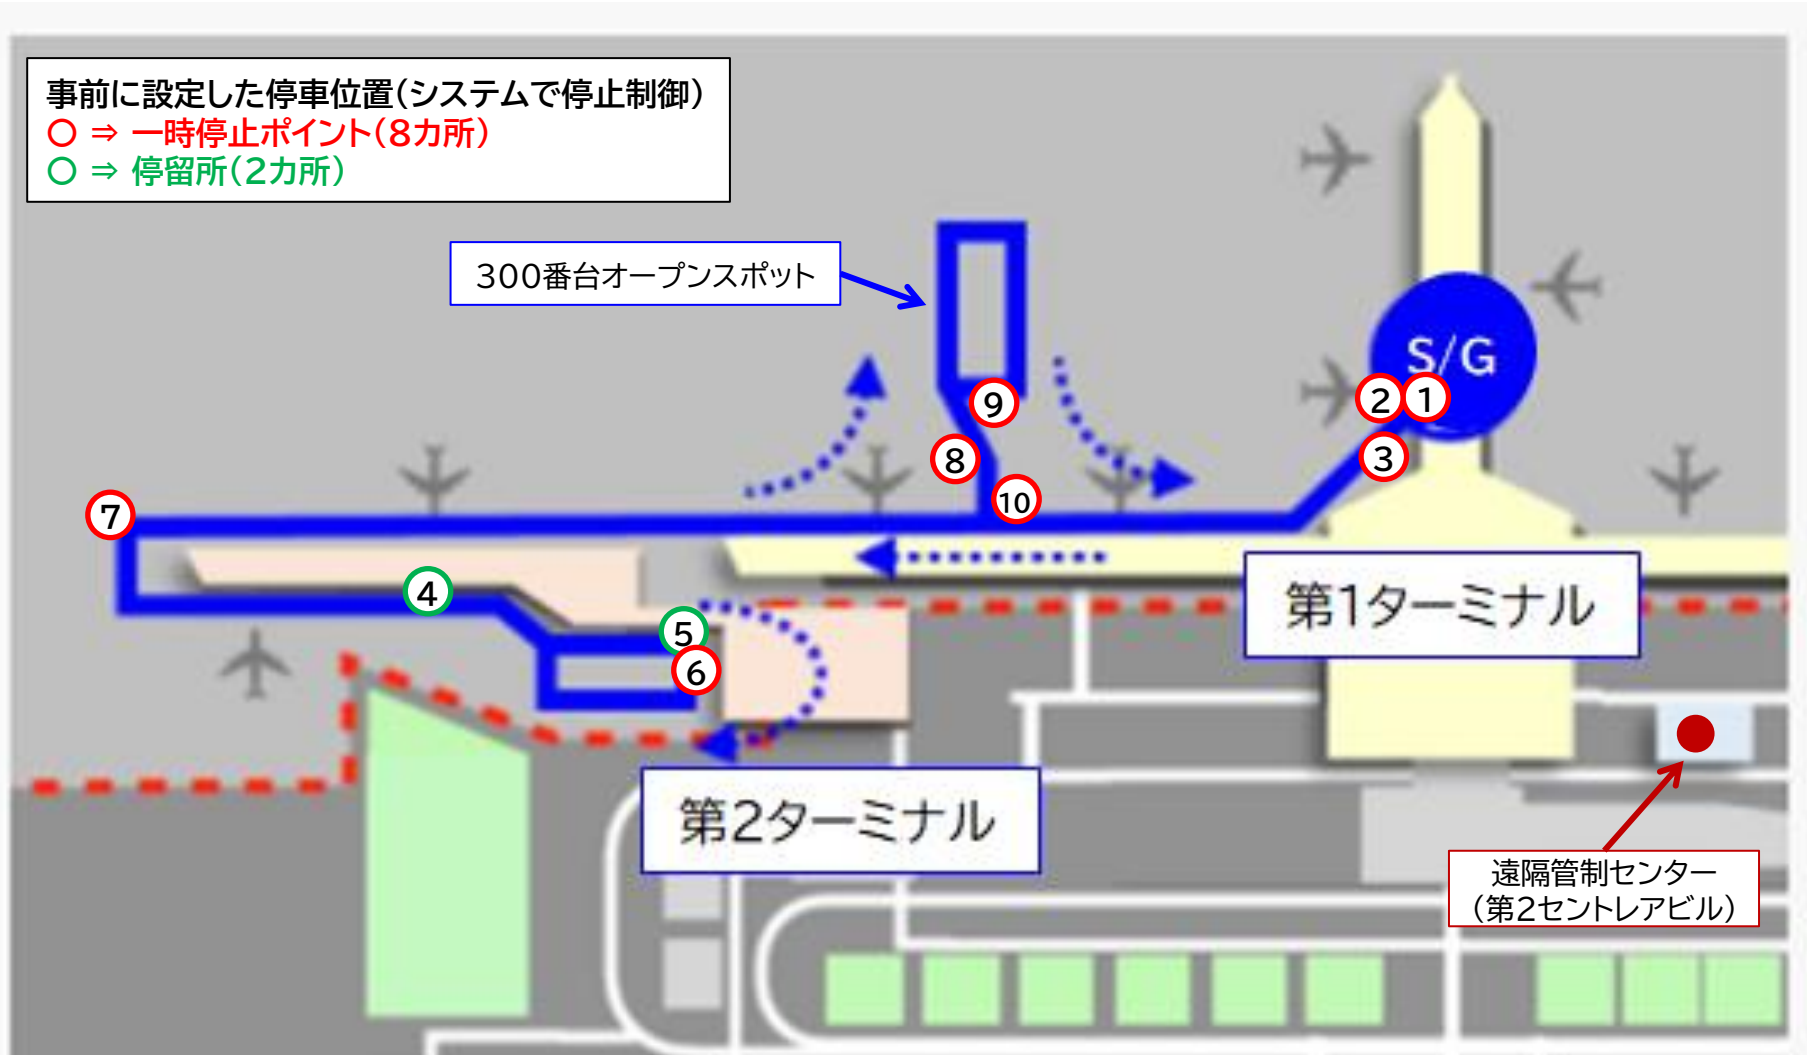 事前に設定した停車位置(システムで停止制御)
○ ⇒ 一時停止ポイント(8カ所)
○ ⇒ 停留所(2カ所)
300番台オープンスポット
S/G
2
1
9
3
8
10
7
4
5
6
第1ターミナル
第2ターミナル
遠隔管制センター
(第2セントレアビル)